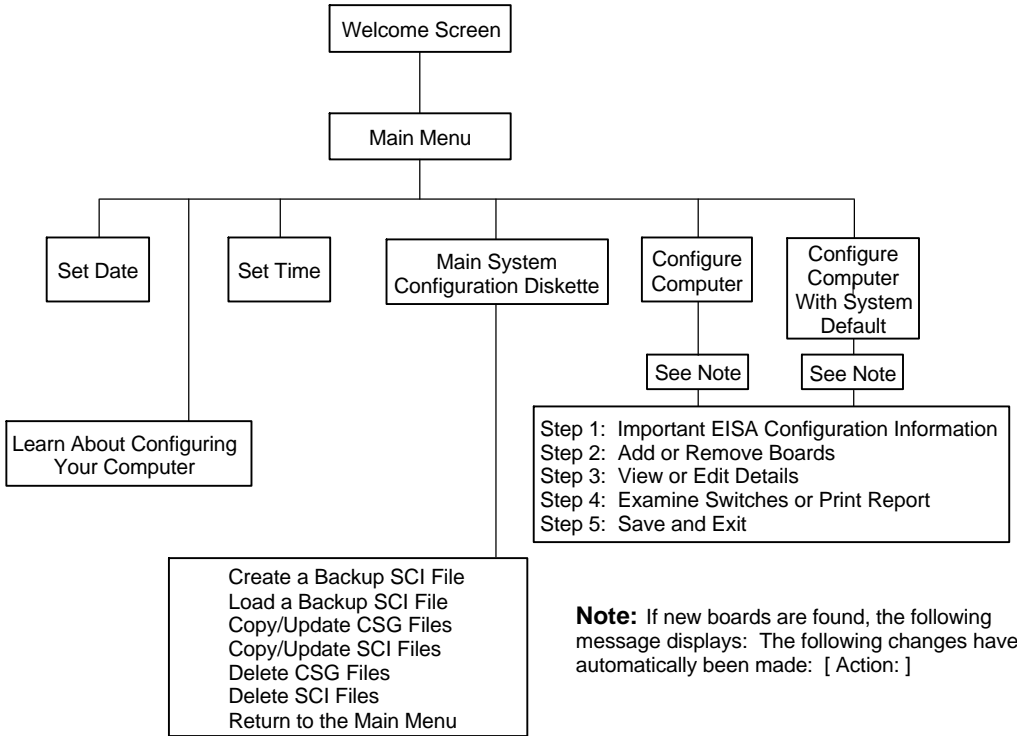 Welcome Screen
Main Menu
Set Date
Set Time
Main System
Configuration Diskette
Configure
Computer
Configure
Computer
With System
Default
See Note
See Note
Learn About Configuring
Your Computer
Step 1: Important EISA Configuration Information
Step 2: Add or Remove Boards
Step 3: View or Edit Details
Step 4: Examine Switches or Print Report
Step 5: Save and Exit
Create a Backup SCI File
Load a Backup SCI File
Copy/Update CSG Files
Copy/Update SCI Files
Delete CSG Files
Delete SCI Files
Return to the Main Menu
Note: If new boards are found, the following
message displays: The following changes have
automatically been made: [ Action: ]